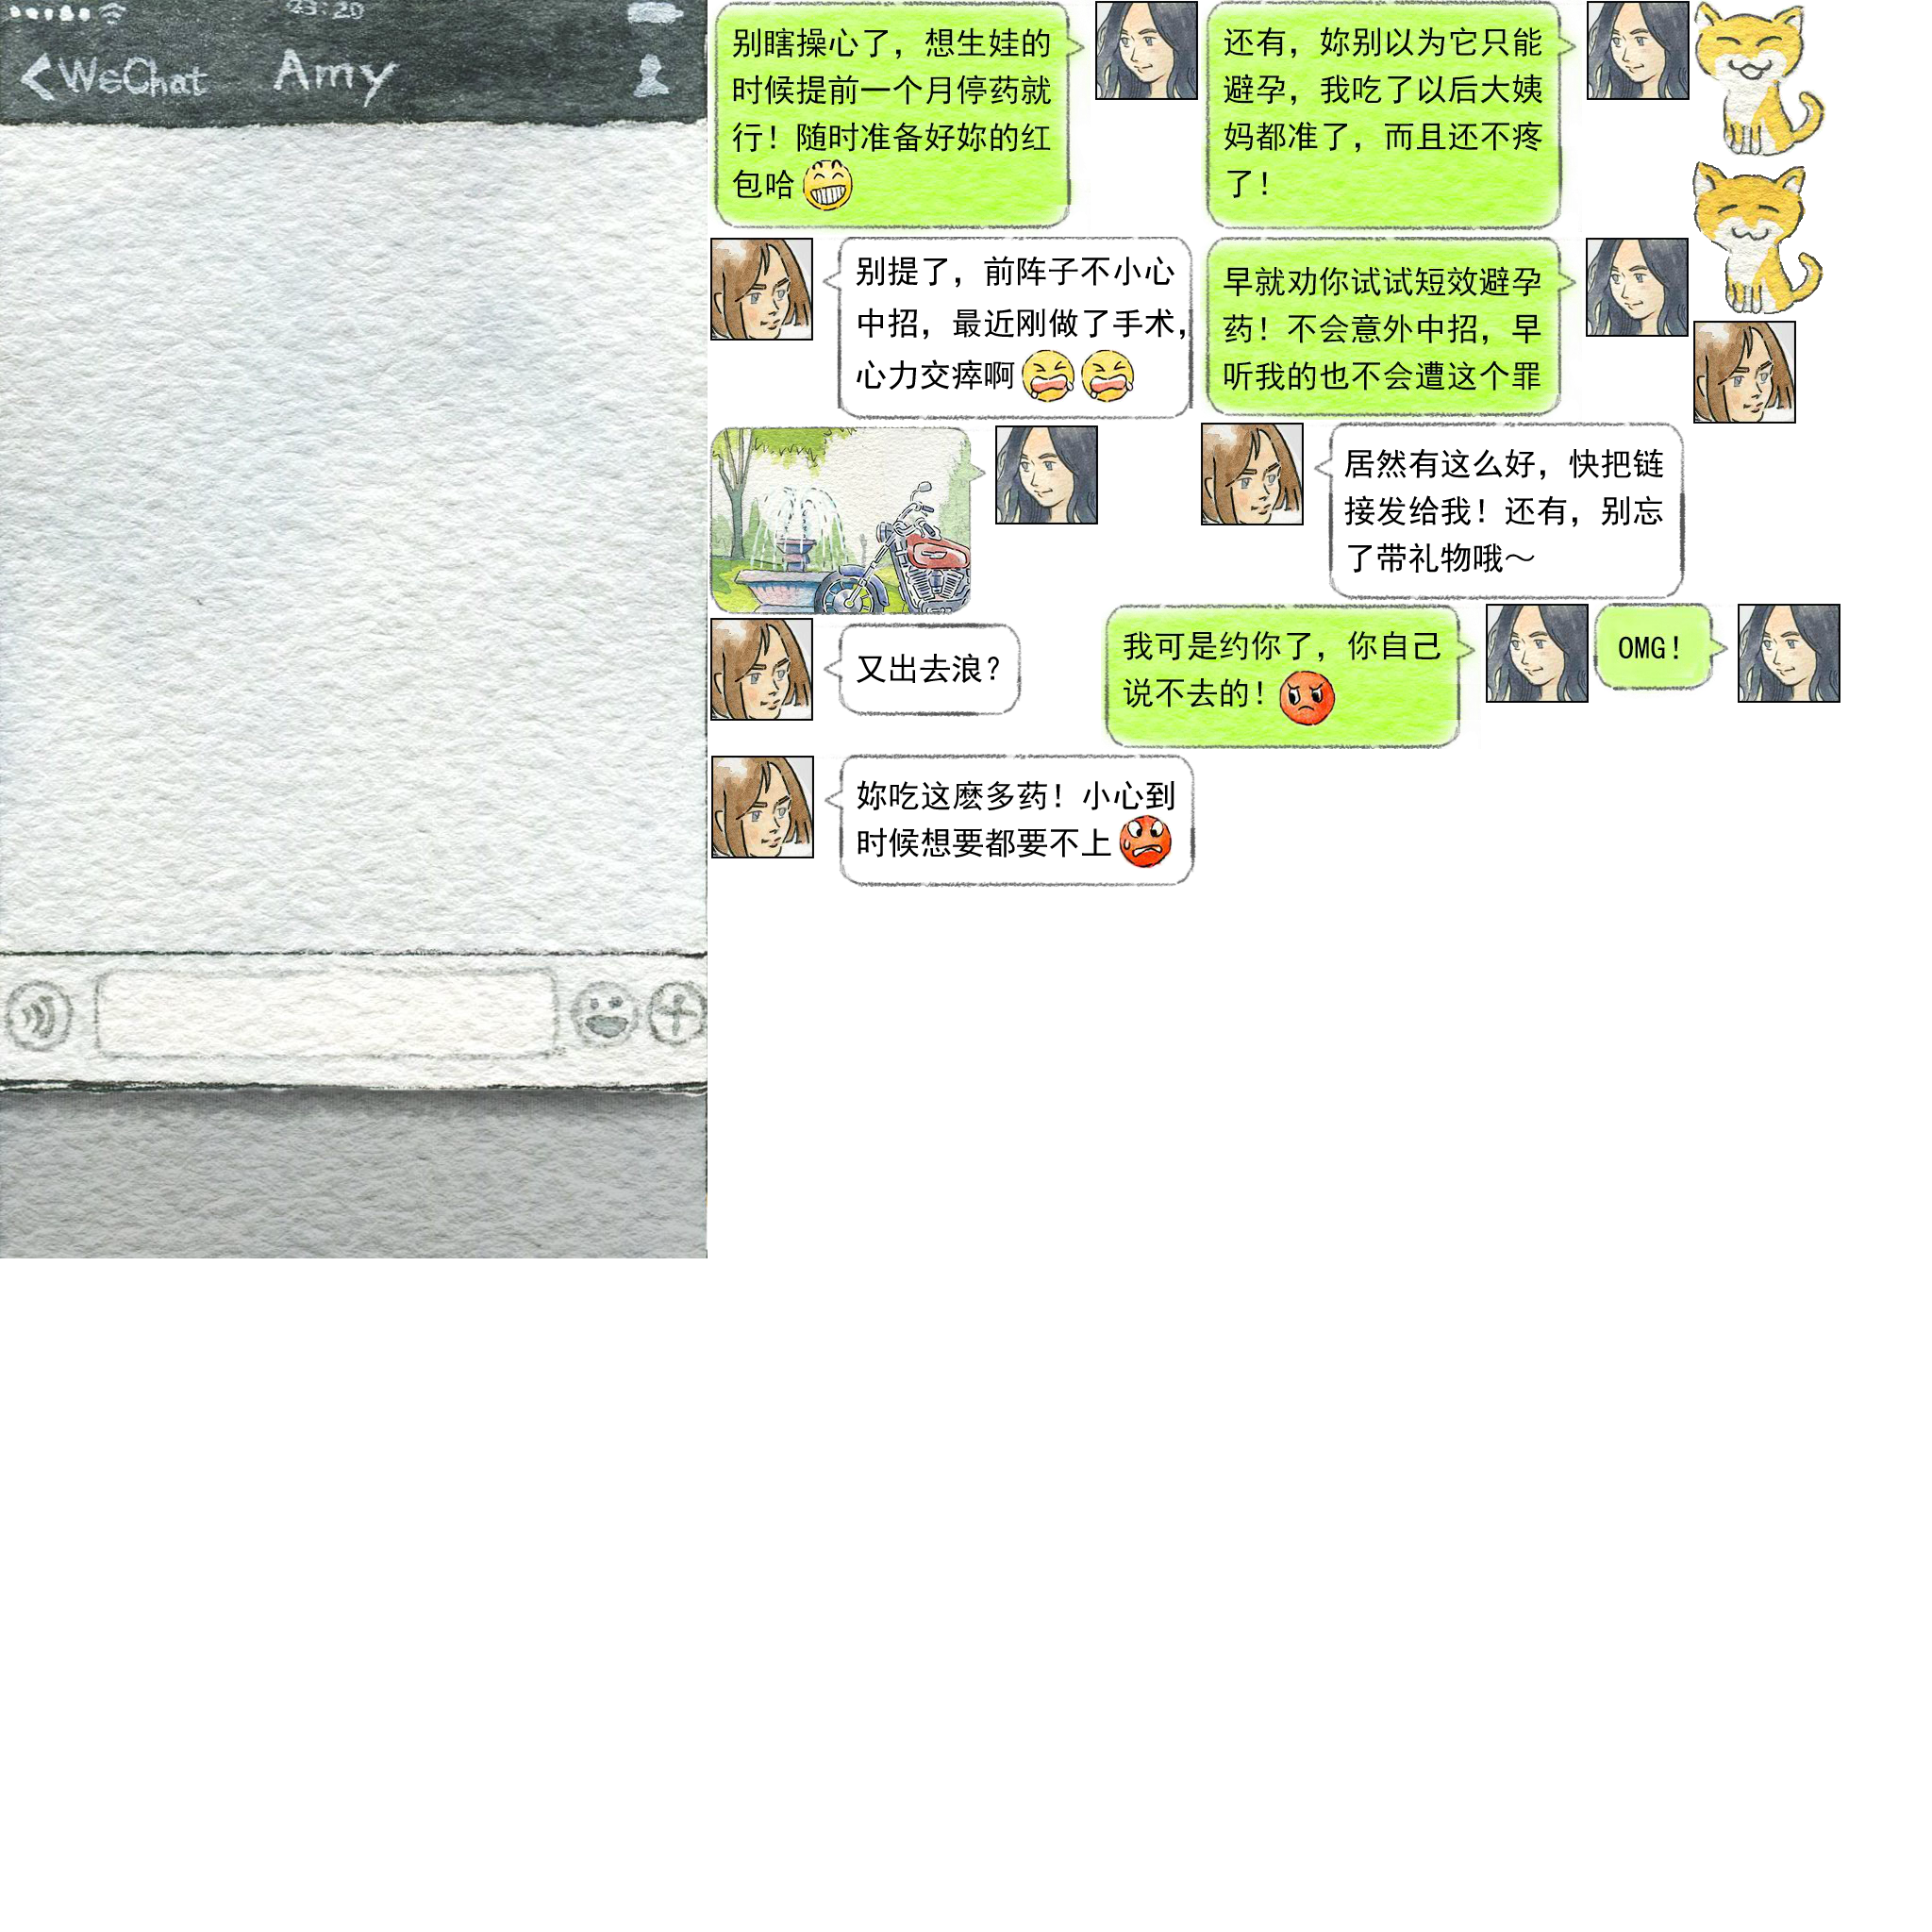 23:20
WeChat
Amy
别瞎操心了，想生娃的
时候提前一个月停药就
行！随时准备好妳的红
包哈
还有，妳别以为它只能
避孕，我吃了以后大姨
妈都准了，而且还不疼
了！
别提了，前阵子不小心
中招，最近刚做了手术，
心力交瘁啊
早就劝你试试短效避孕
药！不会意外中招，早
听我的也不会遭这个罪
居然有这么好，快把链
接发给我！还有，别忘
了带礼物哦～
又出去浪？
我可是约你了，你自己
说不去的！
OMG！
妳吃这麽多药！小心到
时候想要都要不上